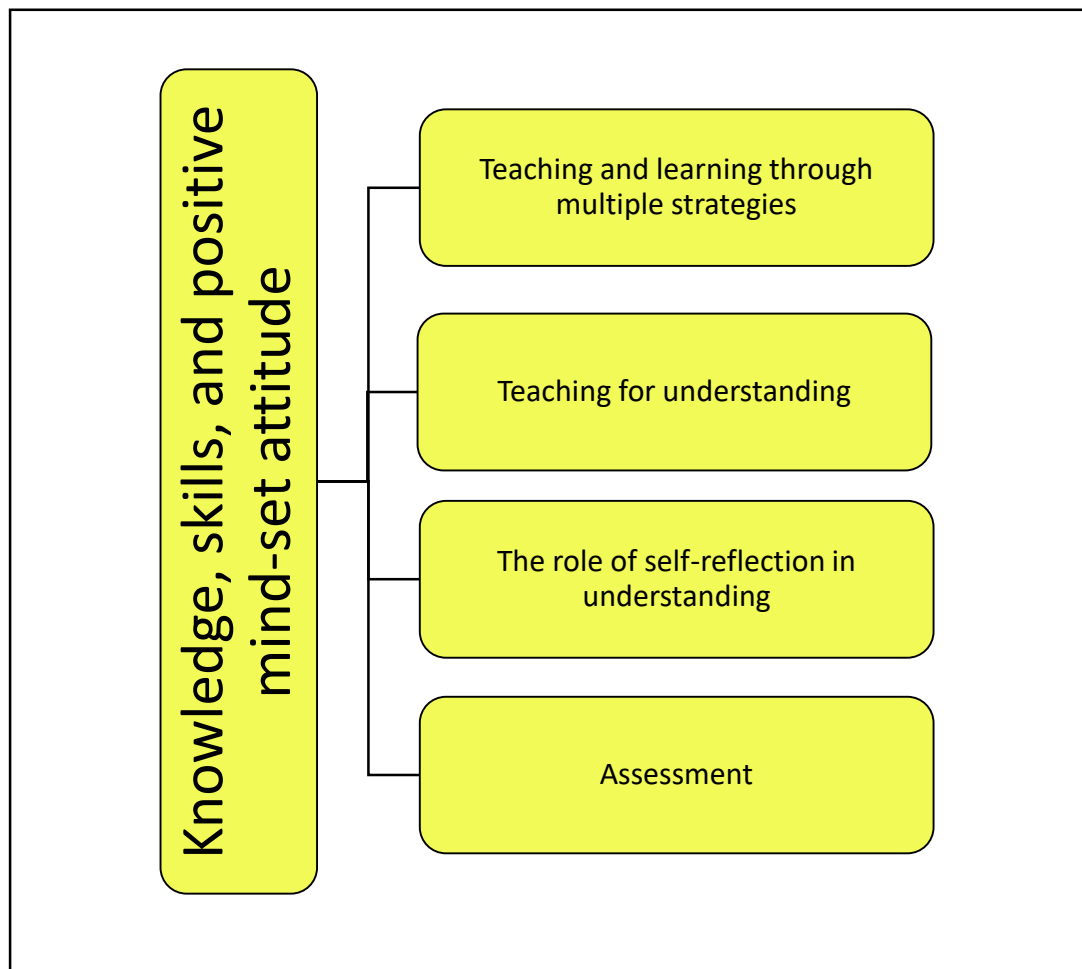 Knowledge, skills, and positive
mind-set attitude
Teaching and learning through
multiple strategies
Teaching for understanding
The role of self-reflection in
understanding
Assessment